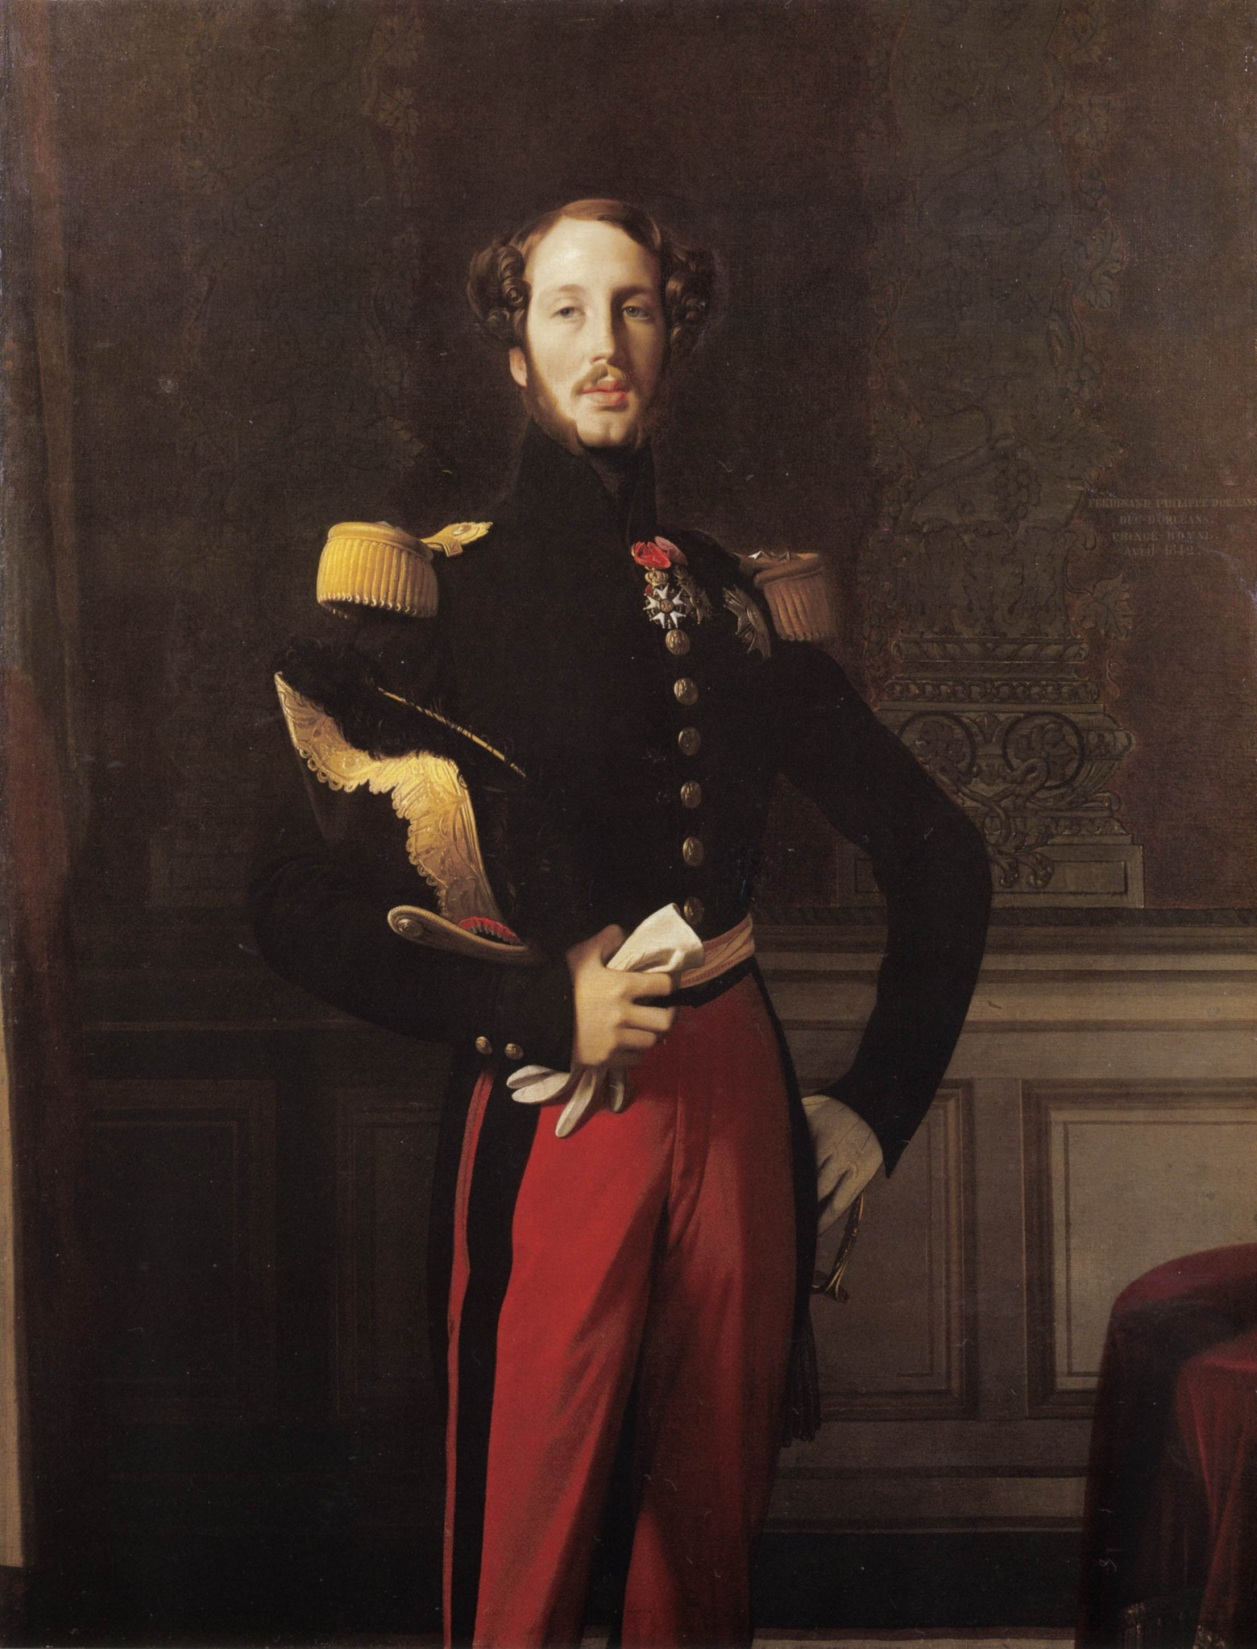 FERDINAND PHILIPPE D'ORLEANS
DUC D'ORLEANS.
PRINCE ROYAL
AVRIL 1842